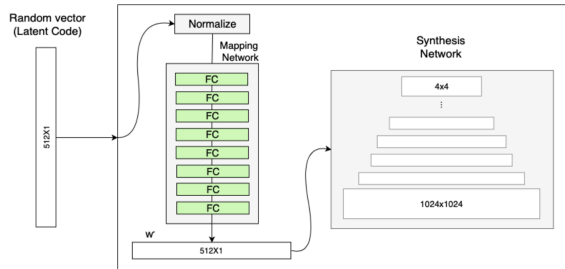 Random vector
(Latent Code)
512X1
Normalize
Mapping
Network
FC
FC
FC
FC
FC
FC
FC
FC
w'
512X1
Synthesis
Network
4x4
...
1024x1024